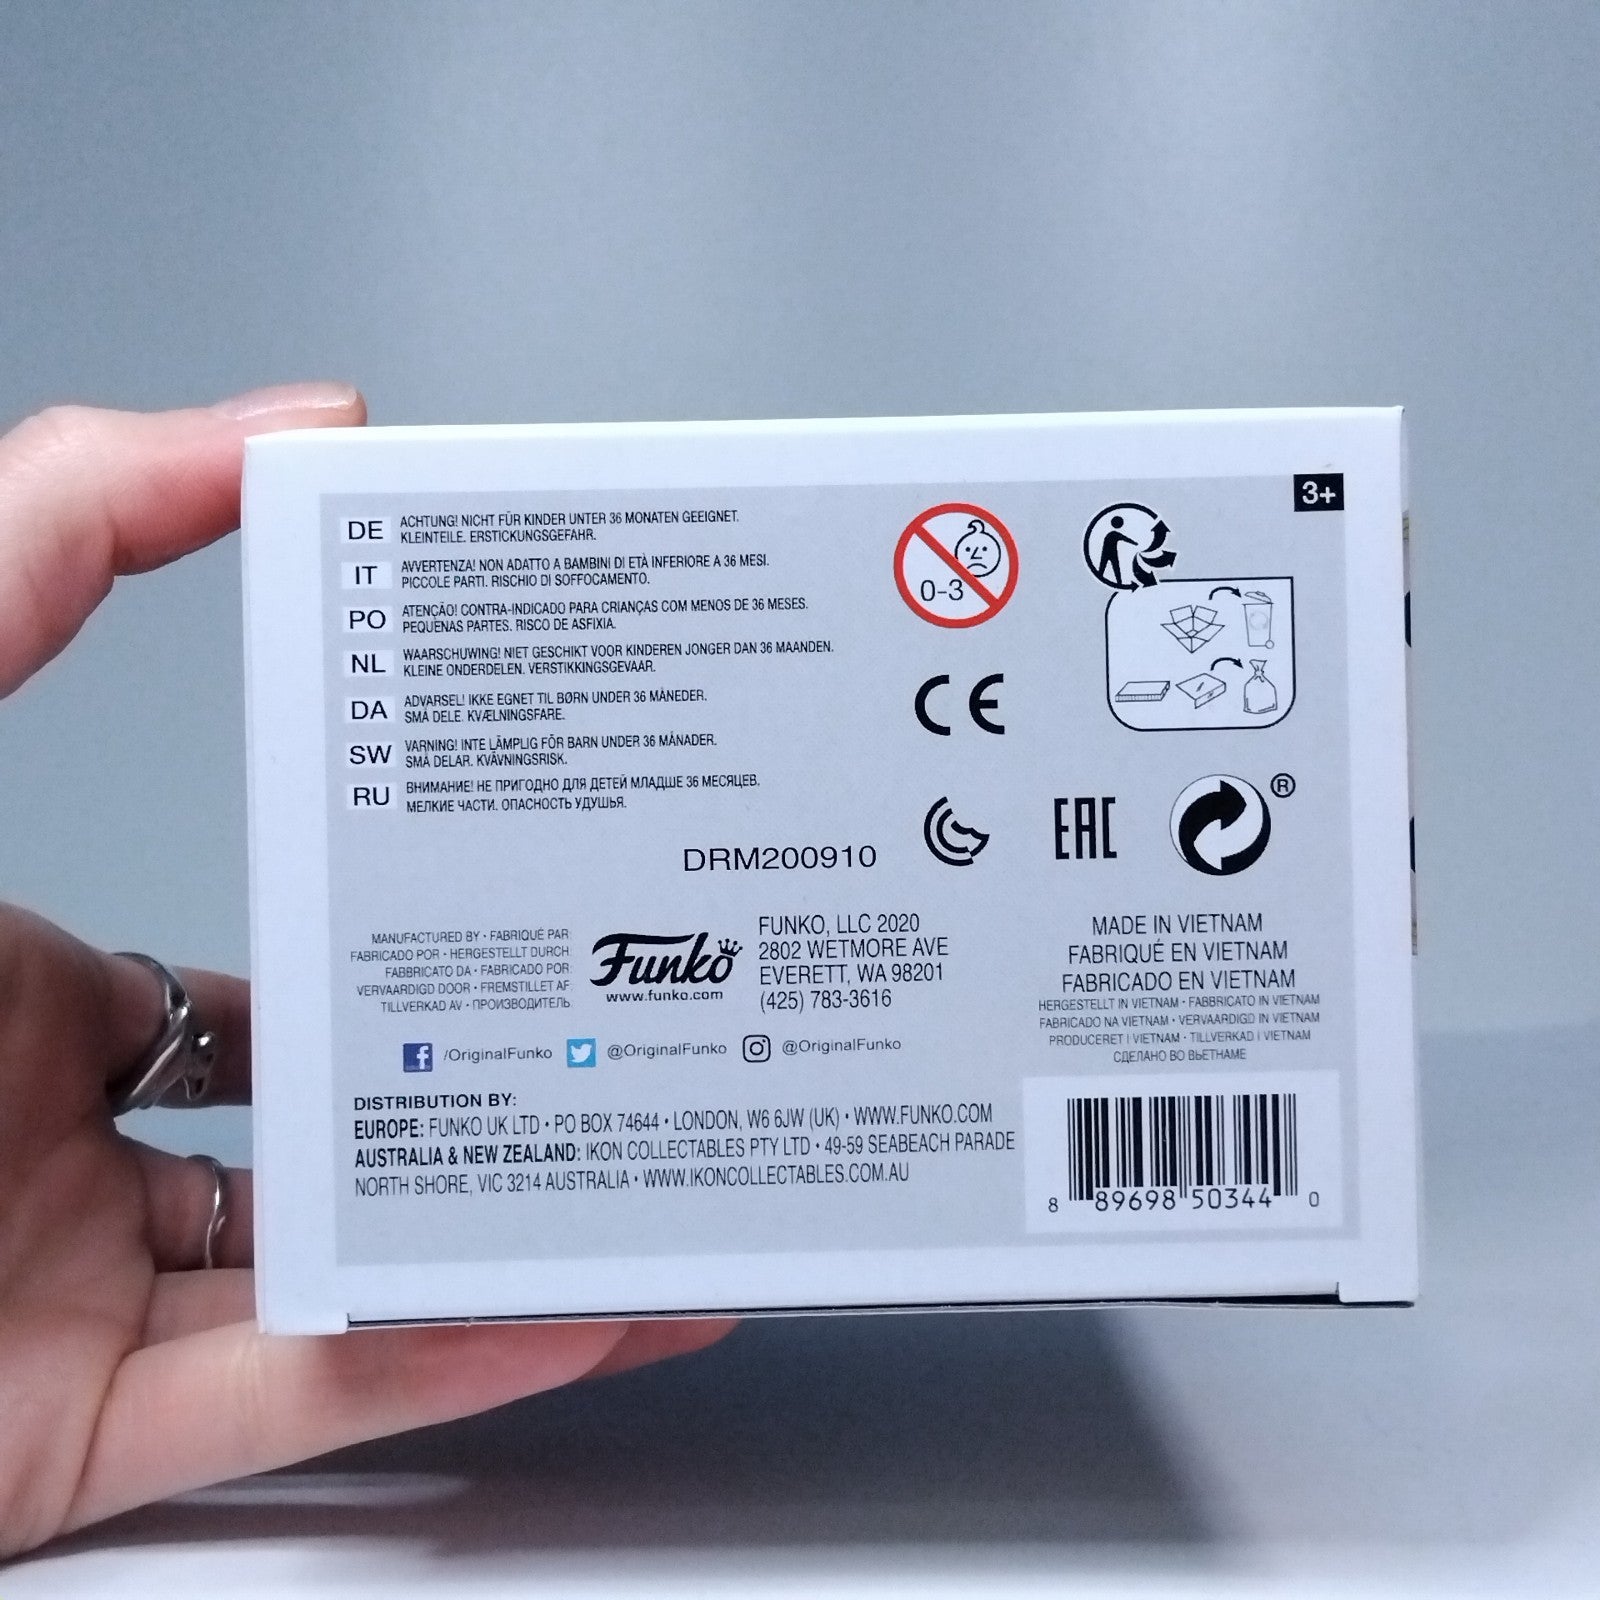 3+
DE
ACHTUNG! NICHT FÜR KINDER UNTER 36 MONATEN GEEIGNET.
KLEINTEILE. ERSTICKUNGSGEFAHR.
IT
AVVERTENZA! NON ADATTO A BAMBINI DI ETÀ INFERIORE A 36 MESI.
PICCOLE PARTI. RISCHIO DI SOFFOCAMENTO.
PO
ATENÇÃO! CONTRA-INDICADO PARA CRIANÇAS COM MENOS DE 36 MESES.
PEQUENAS PARTES. RISCO DE ASFIXIA.
NL
WAARSCHUWING! NIET GESCHIKT VOOR KINDEREN JONGER DAN 36 MAANDEN.
KLEINE ONDERDELEN. VERSTIKKINGSGEVAAR.
DA
ADVARSEL! IKKE EGNET TIL BØRN UNDER 36 MÅNEDER.
SMÅ DELE. KVÆLNINGSFARE.
SW
VARNING! INTE LÄMPLIG FÖR BARN UNDER 36 MÅNADER.
SMÅ DELAR. KVÄVNINGSRISK.
RU
ВНИМАНИЕ! НЕ ПРИГОДНО ДЛЯ ДЕТЕЙ МЛАДШЕ 36 МЕСЯЦЕВ.
МЕЛКИЕ ЧАСТИ. ОПАСНОСТЬ УДУШЬЯ.
0-3
CE
EAC
®
DRM200910
MANUFACTURED BY • FABRIQUÉ PAR:
FABRICADO POR • HERGESTELLT DURCH:
FABBRICATO DA • FABRICADO POR:
VERVAARDIGD DOOR • FREMSTILLET AF:
TILLVERKAD AV • ПРОИЗВОДИТЕЛЬ:
Funko
www.funko.com
FUNKO, LLC 2020
2802 WETMORE AVE
EVERETT, WA 98201
(425) 783-3616
MADE IN VIETNAM
FABRIQUÉ EN VIETNAM
FABRICADO EN VIETNAM
HERGESTELLT IN VIETNAM • FABBRICATO IN VIETNAM
FABRICADO NA VIETNAM • VERVAARDIGD IN VIETNAM
PRODUCERET I VIETNAM • TILLVERKAD I VIETNAM
СДЕЛАНО ВО ВЬЕТНАМЕ
/OriginalFunko @OriginalFunko @OriginalFunko
DISTRIBUTION BY:
EUROPE: FUNKO UK LTD • PO BOX 74644 • LONDON, W6 6JW (UK) • WWW.FUNKO.COM
AUSTRALIA & NEW ZEALAND: IKON COLLECTABLES PTY LTD • 49-59 SEABEACH PARADE
NORTH SHORE, VIC 3214 AUSTRALIA • WWW.IKONCOLLECTABLES.COM.AU
8 89698 50344 0